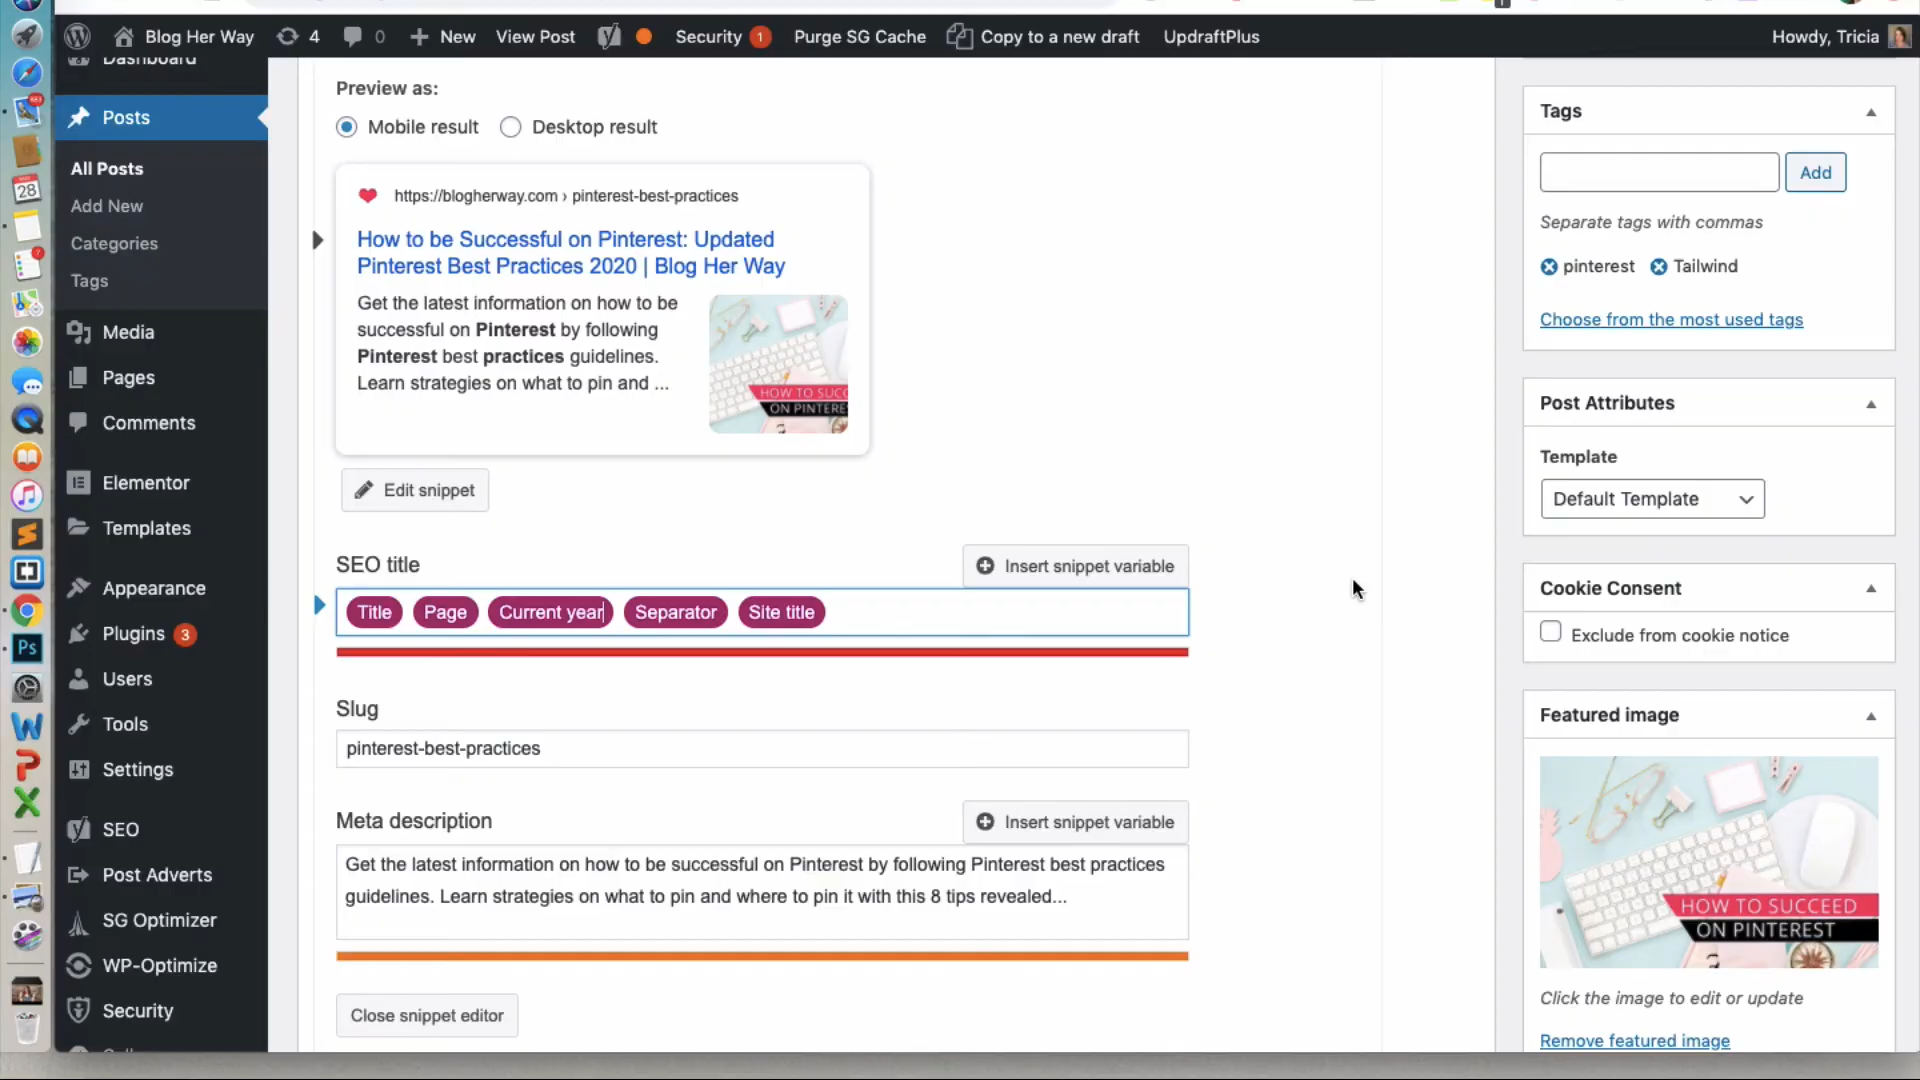 Blog Her Way 4 0 New View Post Security 1 Purge SG Cache Copy to a new draft UpdraftPlus Howdy, Tricia
Dashboard
Posts
All Posts
Add New
Categories
Tags
Media
Pages
Comments
Elementor
Templates
Appearance
Plugins 3
Users
Tools
Settings
SEO
Post Adverts
SG Optimizer
WP-Optimize
Security
28
Ps
Preview as:
Mobile result Desktop result
https://blogherway.com › pinterest-best-practices
How to be Successful on Pinterest: Updated
Pinterest Best Practices 2020 | Blog Her Way
Get the latest information on how to be
successful on Pinterest by following
Pinterest best practices guidelines.
Learn strategies on what to pin and ...
HOW TO SUCC
ON PINTERE
Edit snippet
SEO title
Insert snippet variable
Title Page Current year Separator Site title
Slug
pinterest-best-practices
Meta description
Insert snippet variable
Get the latest information on how to be successful on Pinterest by following Pinterest best practices
guidelines. Learn strategies on what to pin and where to pin it with this 8 tips revealed...
Close snippet editor
Tags
Add
Separate tags with commas
pinterest Tailwind
Choose from the most used tags
Post Attributes
Template
Default Template
Cookie Consent
Exclude from cookie notice
Featured image
HOW TO SUCCEED
ON PINTEREST
Click the image to edit or update
Remove featured image